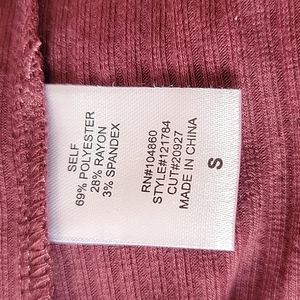 SELF
69% POLYESTER
28% RAYON
3% SPANDEX
RN#104860
STYLE#121784
CUT#20927
MADE IN CHINA
S